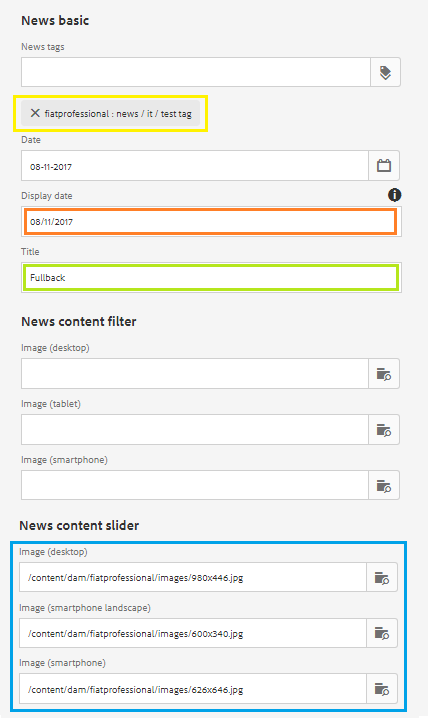 News basic
News tags
fiatprofessional : news / it / test tag
Date
08-11-2017
Display date
08/11/2017
Title
Fullback
News content filter
Image (desktop)
Image (tablet)
Image (smartphone)
News content slider
Image (desktop)
/content/dam/fiatprofessional/images/980x446.jpg
Image (smartphone landscape)
/content/dam/fiatprofessional/images/600x340.jpg
Image (smartphone)
/content/dam/fiatprofessional/images/626x646.jpg